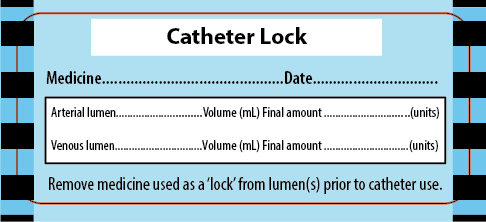 Catheter Lock
Medicine..........................................Date..............................
Arterial lumen..............................Volume (mL) Final amount ..............................(units)
Venous lumen..............................Volume (mL) Final amount ..............................(units)
Remove medicine used as a ‘lock’ from lumen(s) prior to catheter use.